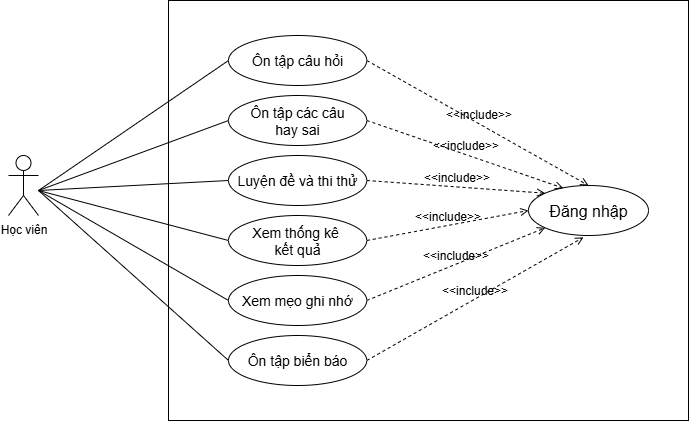 Ôn tập câu hỏi
<<include>>
Ôn tập các câu
hay sai
<<include>>
Luyện đề và thi thử
<<include>>
Đăng nhập
Học viên
Xem thống kê
kết quả
<<include>>
Xem mẹo ghi nhớ
<<include>>
<<include>>
Ôn tập biển báo